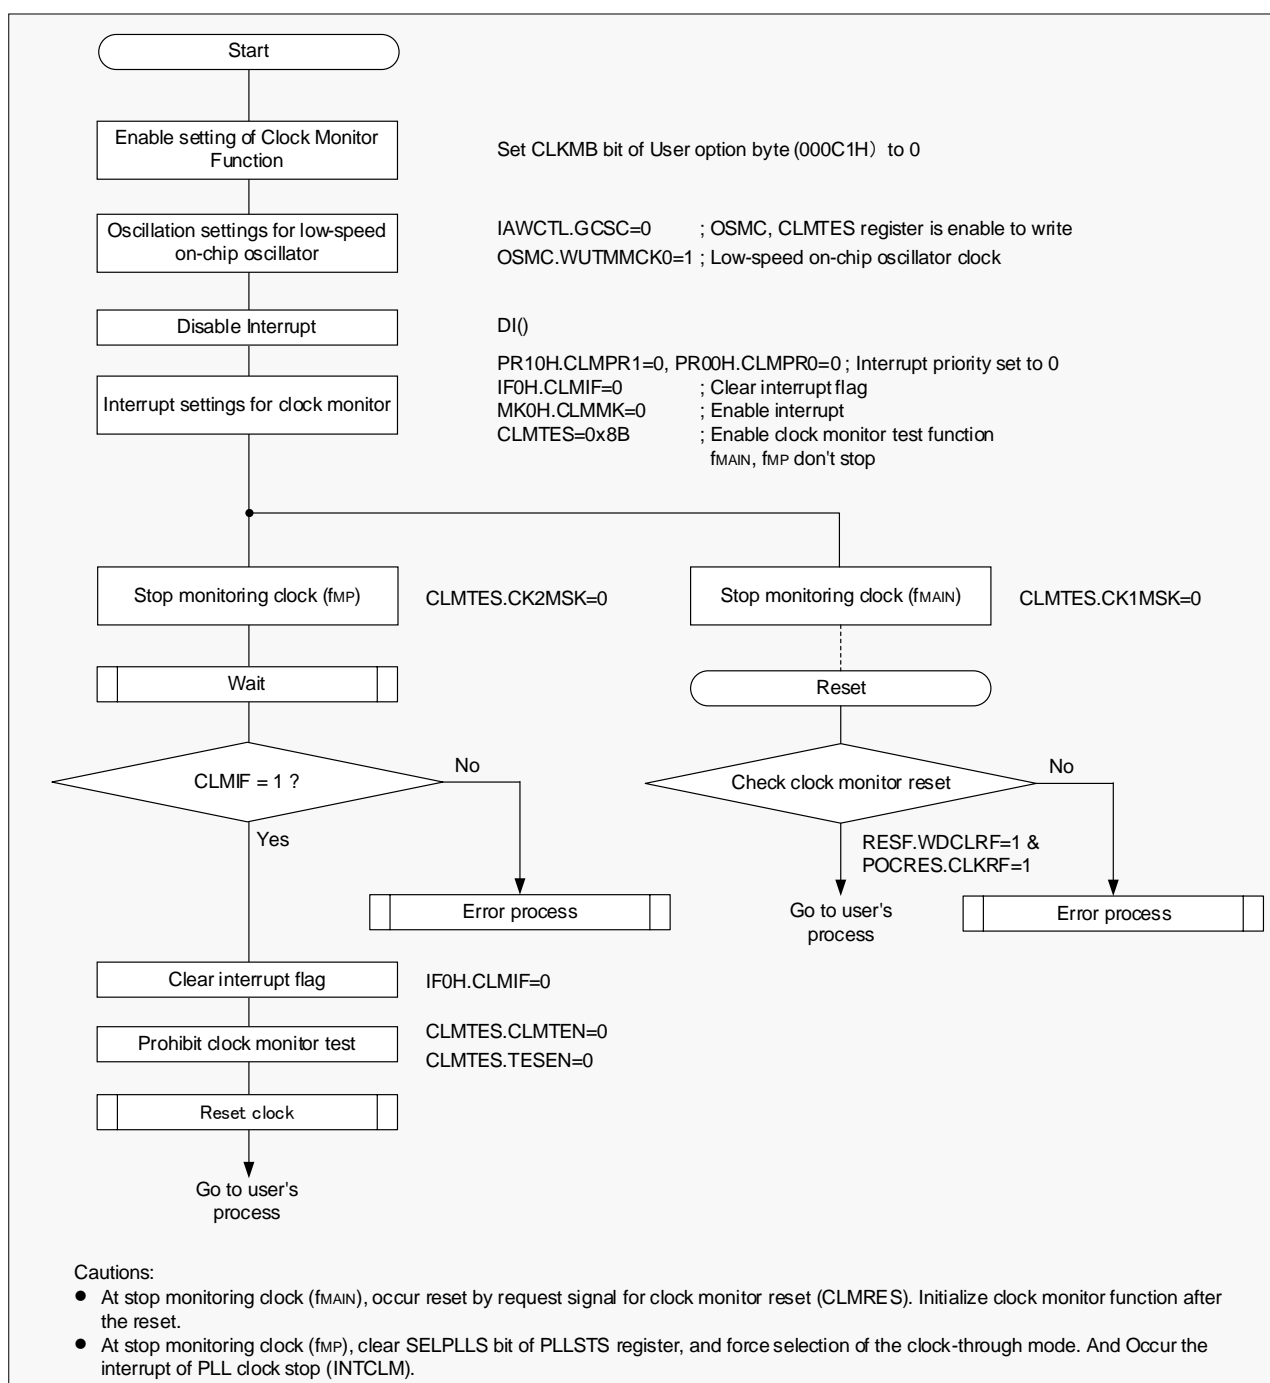 Start
Enable setting of Clock Monitor
Function
Set CLKMB bit of User option byte (000C1H） to 0
Oscillation settings for low-speed
on-chip oscillator
IAWCTL.GCSC=0 ; OSMC, CLMTES register is enable to write
OSMC.WUTMMCK0=1 ; Low-speed on-chip oscillator clock
Disable Interrupt
DI()
Interrupt settings for clock monitor
PR10H.CLMPR1=0, PR00H.CLMPR0=0 ; Interrupt priority set to 0
IF0H.CLMIF=0 ; Clear interrupt flag
MK0H.CLMMK=0 ; Enable interrupt
CLMTES=0x8B ; Enable clock monitor test function
fMAIN, fMP don't stop
Stop monitoring clock (fMP)
CLMTES.CK2MSK=0
Stop monitoring clock (fMAIN)
CLMTES.CK1MSK=0
Wait
Reset
CLMIF = 1 ?
No
Yes
Check clock monitor reset
No
RESF.WDCLRF=1 &
POCRES.CLKRF=1
Error process
Go to user's
process
Error process
Clear interrupt flag
IF0H.CLMIF=0
Prohibit clock monitor test
CLMTES.CLMTEN=0
CLMTES.TESEN=0
Reset clock
Go to user's
process
Cautions:
● At stop monitoring clock (fMAIN), occur reset by request signal for clock monitor reset (CLMRES). Initialize clock monitor function after
the reset.
● At stop monitoring clock (fMP), clear SELPLLS bit of PLLSTS register, and force selection of the clock-through mode. And Occur the
interrupt of PLL clock stop (INTCLM).